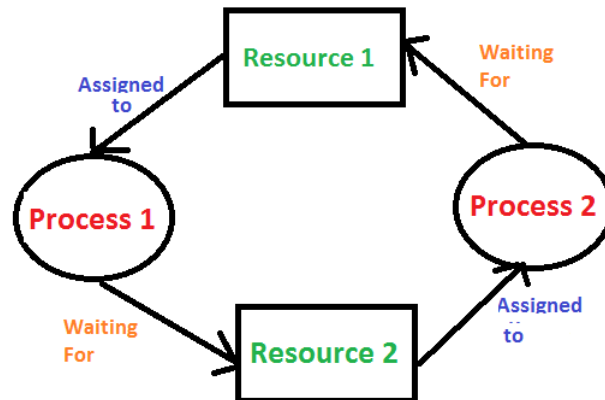 Resource 1
Waiting
For
Assigned
to
Process 1
Process 2
Waiting
For
Resource 2
Assigned
to